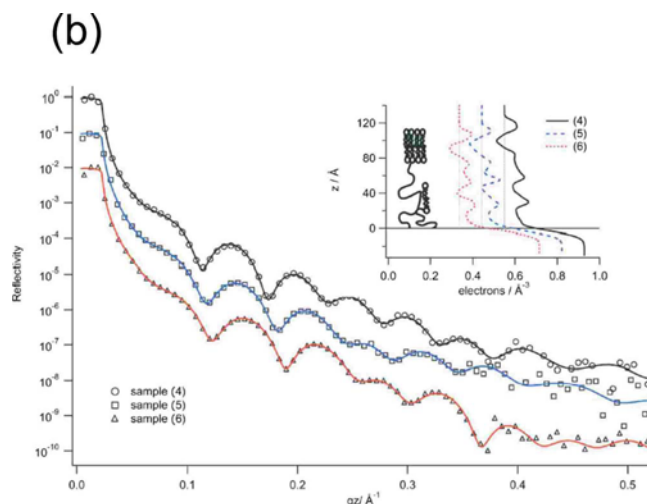 (b)
10⁰
10⁻¹
10⁻²
10⁻³
10⁻⁴
10⁻⁵
10⁻⁶
10⁻⁷
10⁻⁸
10⁻⁹
10⁻¹⁰
Reflectivity
sample (4)
sample (5)
sample (6)
0.0 0.1 0.2 0.3 0.4 0.5
qz/ Å⁻¹
120
80
40
0
z / Å
(4)
(5)
(6)
0.0 0.2 0.4 0.6 0.8 1.0
electrons / Å⁻³